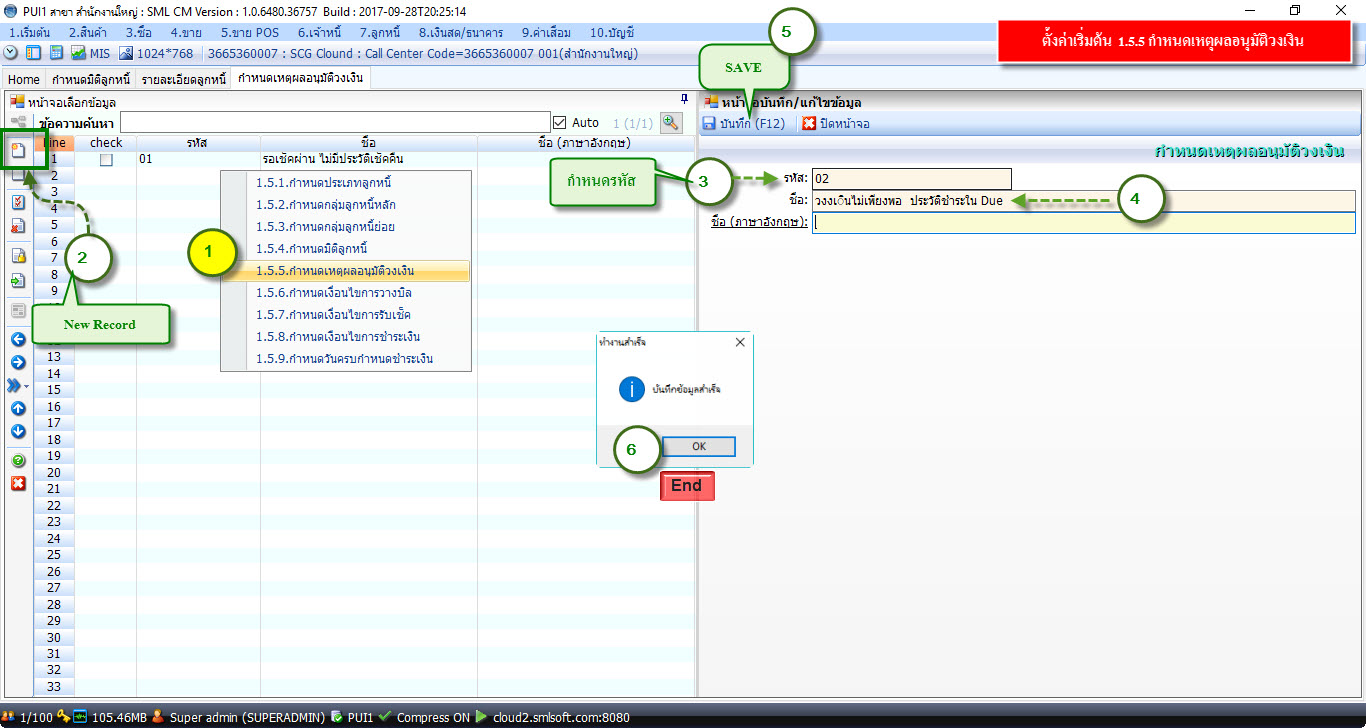 PUI1 สาขา สำนักงานใหญ่ : SML CM Version : 1.0.6480.36757 Build : 2017-09-28T20:25:14
1.เริ่มต้น 2.สินค้า 3.ซื้อ 4.ขาย 5.ขาย POS 6.เจ้าหนี้ 7.ลูกหนี้ 8.เงินสด/ธนาคาร 9.ค่าเสื่อม 10.บัญชี
5
ตั้งค่าเริ่มต้น 1.5.5 กำหนดเหตุผลอนุมัติวงเงิน
MIS 1024*768 3665360007 : SCG Clound : Call Center Code=3665360007 001(สำนักงานใหญ่)
SAVE
Home กำหนดมิติลูกหนี้ รายละเอียดลูกหนี้ กำหนดเหตุผลอนุมัติวงเงิน
หน้าจอเลือกข้อมูล
หน้าจอบันทึก/แก้ไขข้อมูล
ข้อความค้นหา Auto 1 (1/1)
บันทึก (F12) ปิดหน้าจอ
Line check รหัส ชื่อ ชื่อ (ภาษาอังกฤษ)
กำหนดเหตุผลอนุมัติวงเงิน
1 01 รอเช็คผ่าน ไม่มีประวัติเช็คคืน
กำหนดรหัส
3
รหัส: 02
ชื่อ: วงงเินไม่เพียงพอ ประวัติชำระใน Due
4
ชื่อ (ภาษาอังกฤษ):
1
1.5.1.กำหนดประเภทลูกหนี้
1.5.2.กำหนดกลุ่มลูกหนี้หลัก
1.5.3.กำหนดกลุ่มลูกหนี้ย่อย
1.5.4.กำหนดมิติลูกหนี้
1.5.5.กำหนดเหตุผลอนุมัติวงเงิน
1.5.6.กำหนดเงื่อนไขการวางบิล
1.5.7.กำหนดเงื่อนไขการรับเช็ค
1.5.8.กำหนดเงื่อนไขการชำระเงิน
1.5.9.กำหนดวันครบกำหนดชำระเงิน
2
3
4
5
6
7
8
9
2
New Record
13
14
15
16
17
18
19
20
21
22
23
24
25
26
27
28
29
30
31
32
33
ทำงานสำเร็จ
บันทึกข้อมูลสำเร็จ
6
OK
End
1/100 105.46MB Super admin (SUPERADMIN) PUI1 Compress ON cloud2.smlsoft.com:8080